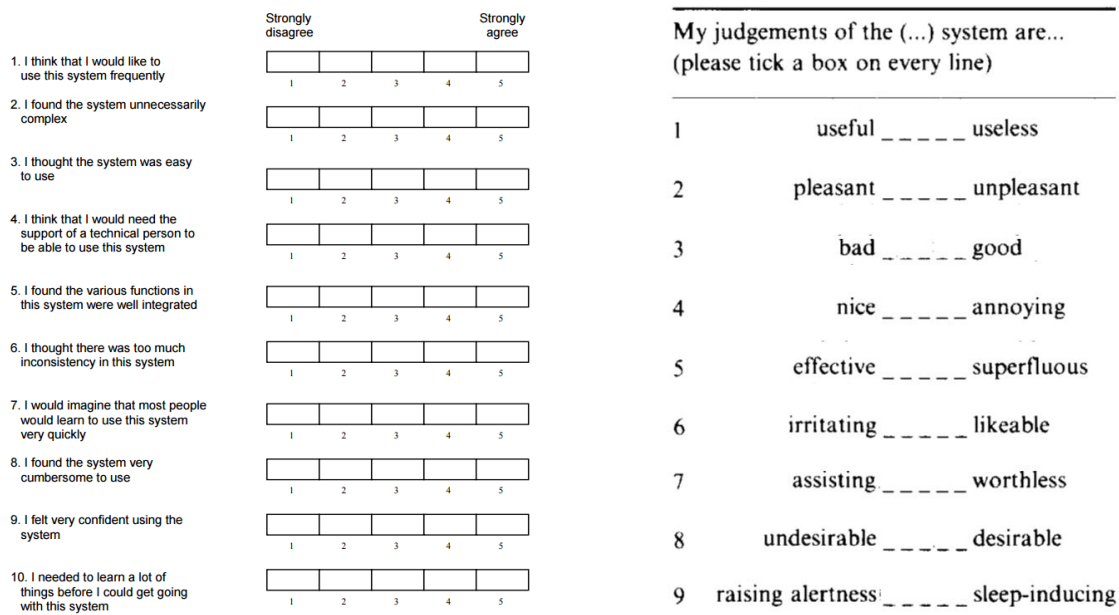 Strongly disagree
Strongly agree
1. I think that I would like to
use this system frequently
1 2 3 4 5
2. I found the system unnecessarily
complex
1 2 3 4 5
3. I thought the system was easy
to use
1 2 3 4 5
4. I think that I would need the
support of a technical person to
be able to use this system
1 2 3 4 5
5. I found the various functions in
this system were well integrated
1 2 3 4 5
6. I thought there was too much
inconsistency in this system
1 2 3 4 5
7. I would imagine that most people
would learn to use this system
very quickly
1 2 3 4 5
8. I found the system very
cumbersome to use
1 2 3 4 5
9. I felt very confident using the
system
1 2 3 4 5
10. I needed to learn a lot of
things before I could get going
with this system
1 2 3 4 5
My judgements of the (...) system are...
(please tick a box on every line)
1 useful _ _ _ _ _ useless
2 pleasant _ _ _ _ _ unpleasant
3 bad _ _ _ _ _ good
4 nice _ _ _ _ _ annoying
5 effective _ _ _ _ _ superfluous
6 irritating _ _ _ _ _ likeable
7 assisting _ _ _ _ _ worthless
8 undesirable _ _ _ _ _ desirable
9 raising alertness _ _ _ _ _ sleep-inducing